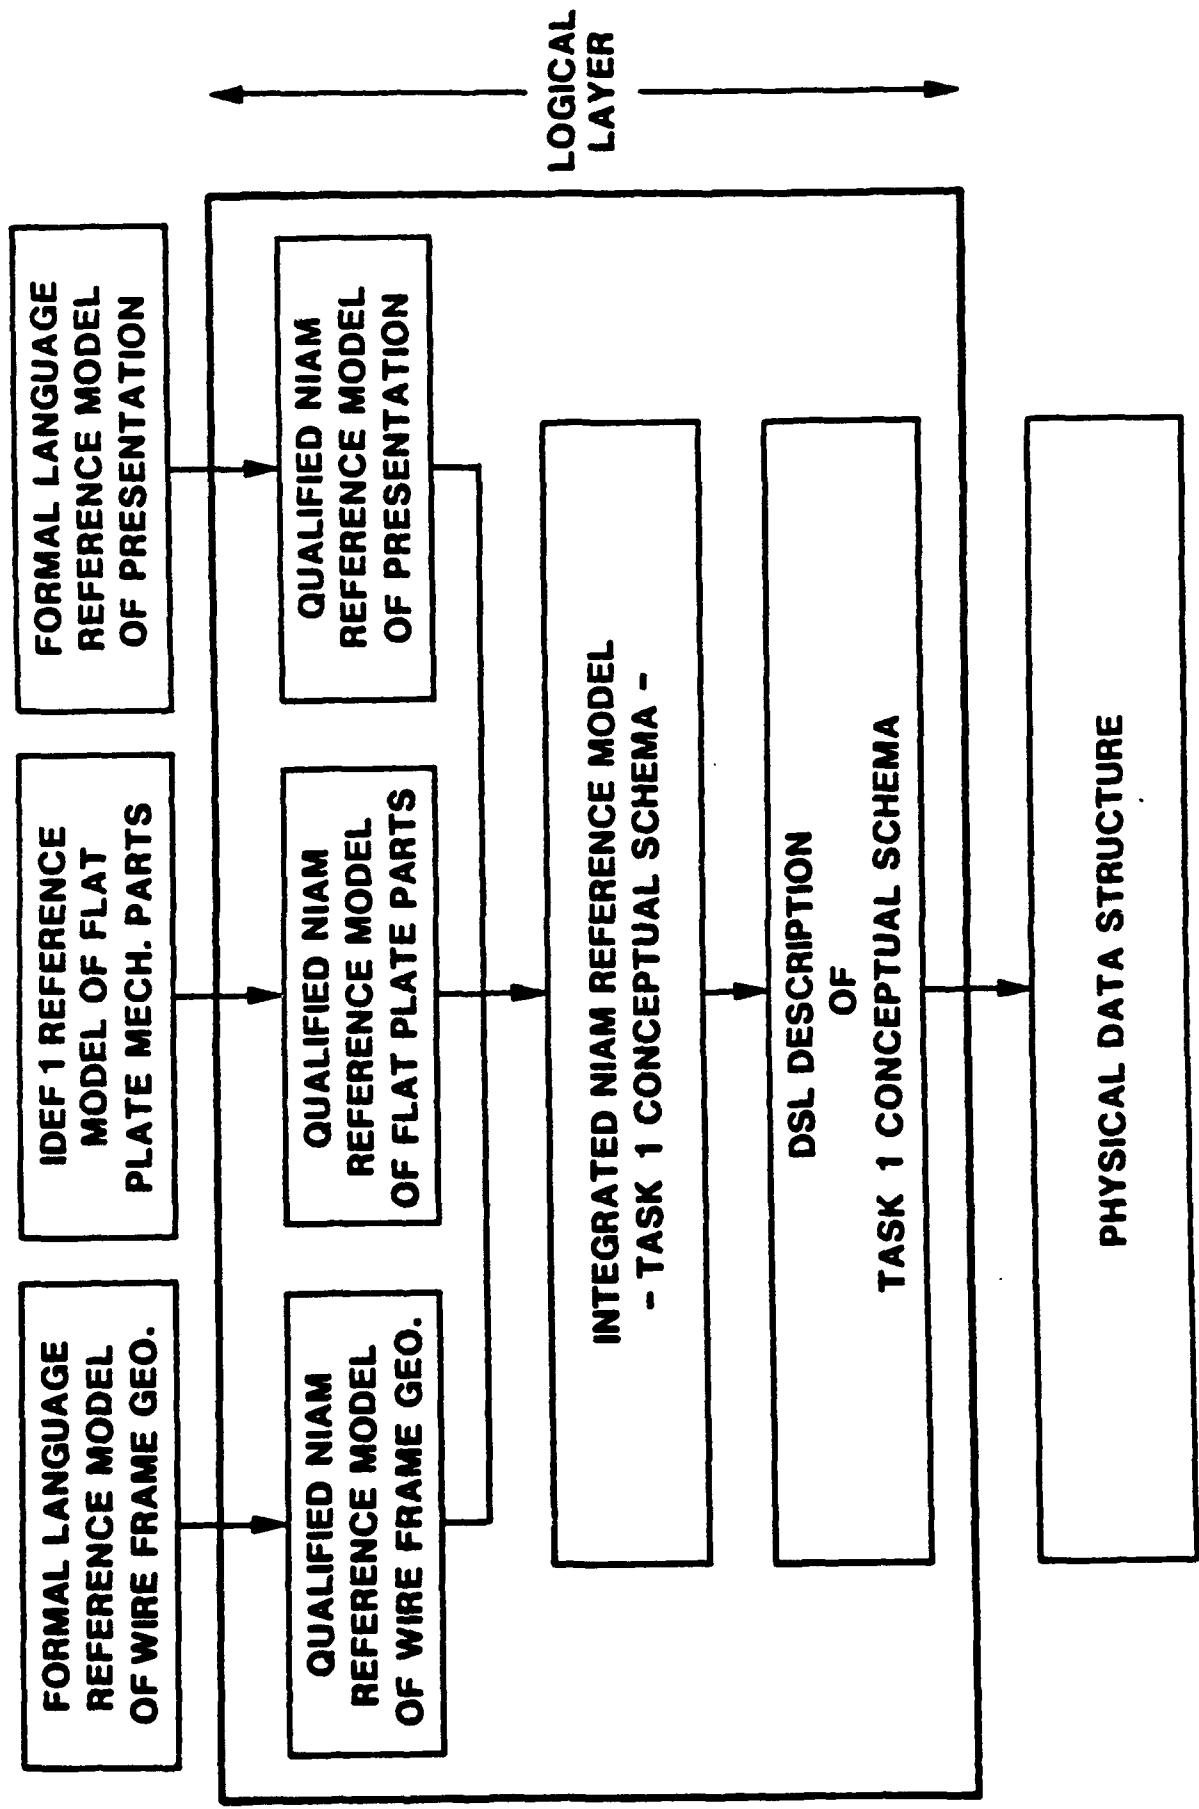 FORMAL LANGUAGE
REFERENCE MODEL
OF WIRE FRAME GEO.
IDEF 1 REFERENCE
MODEL OF FLAT
PLATE MECH. PARTS
FORMAL LANGUAGE
REFERENCE MODEL
OF PRESENTATION
QUALIFIED NIAM
REFERENCE MODEL
OF WIRE FRAME GEO.
QUALIFIED NIAM
REFERENCE MODEL
OF FLAT PLATE PARTS
QUALIFIED NIAM
REFERENCE MODEL
OF PRESENTATION
INTEGRATED NIAM REFERENCE MODEL
- TASK 1 CONCEPTUAL SCHEMA -
DSL DESCRIPTION
OF
TASK 1 CONCEPTUAL SCHEMA
PHYSICAL DATA STRUCTURE
LOGICAL
LAYER